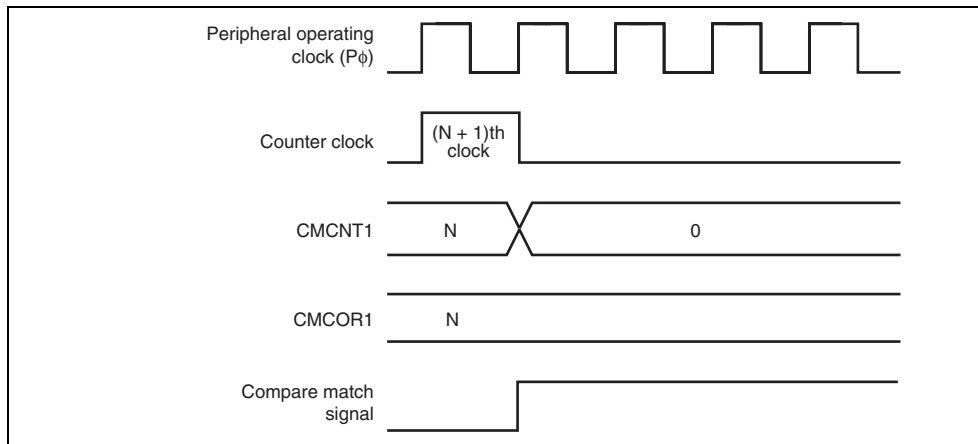 Peripheral operating
clock (Pϕ)
Counter clock
(N + 1)th
clock
CMCNT1
N
0
CMCOR1
N
Compare match
signal